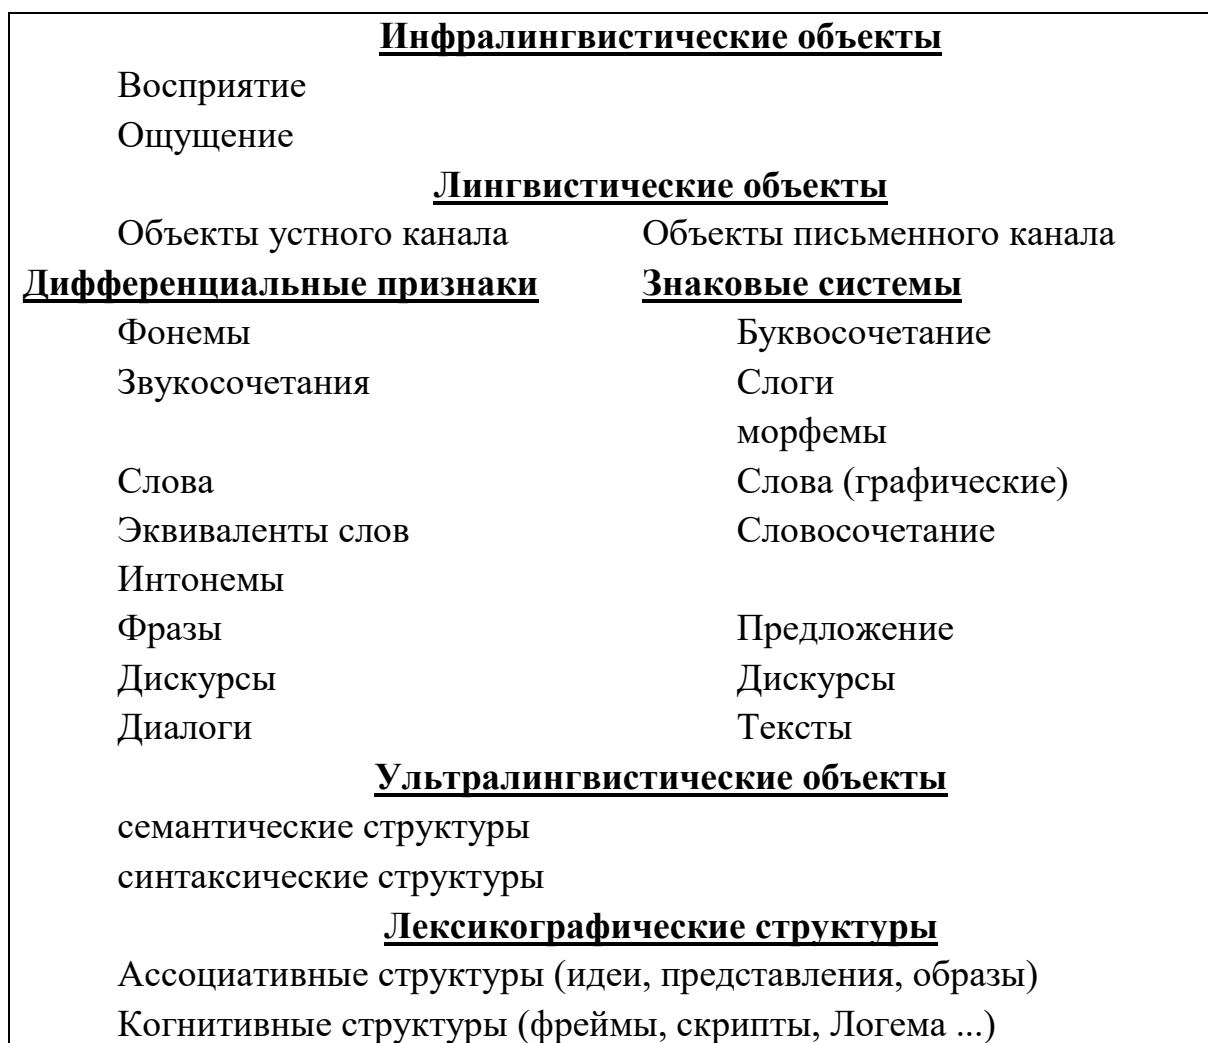 Инфралингвистические объекты
Восприятие
Ощущение
Лингвистические объекты
Объекты устного канала Объекты письменного канала
Дифференциальные признаки Знаковые системы
Фонемы Буквосочетание
Звукосочетания Слоги
морфемы
Слова Слова (графические)
Эквиваленты слов Словосочетание
Интонемы
Фразы Предложение
Дискурсы Дискурсы
Диалоги Тексты
Ультралингвистические объекты
семантические структуры
синтаксические структуры
Лексикографические структуры
Ассоциативные структуры (идеи, представления, образы)
Когнитивные структуры (фреймы, скрипты, Логема ...)